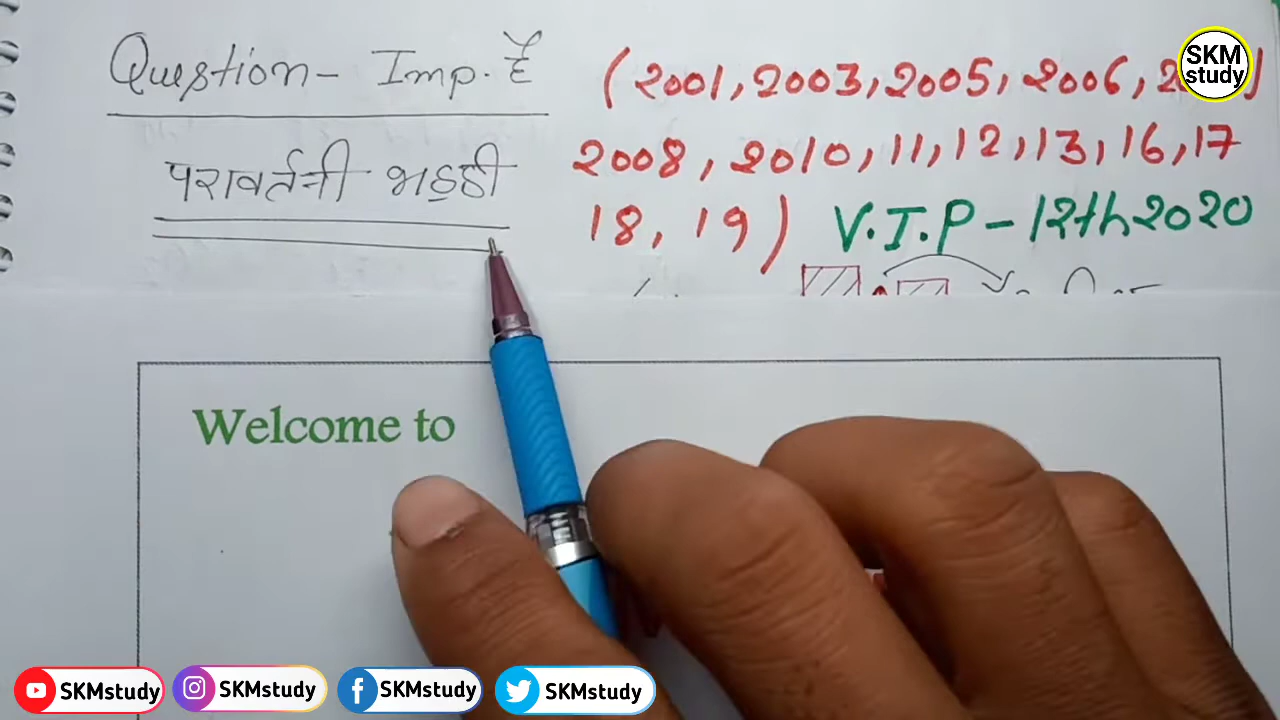 Question - Imp. है
(2001, 2003, 2005, 2006,
2008, 2010, 11, 12, 13, 16, 17
18, 19) V.I.P - 12th 2020
परावर्तनी भड़ठी
Welcome to
SKM
study
SKMstudy
SKMstudy
SKMstudy
SKMstudy